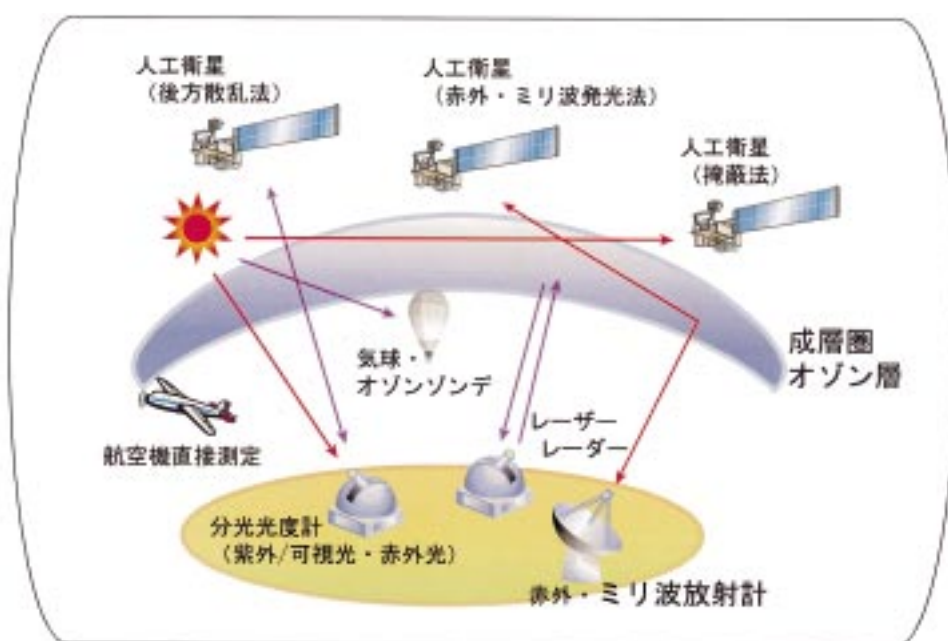 人工衛星
（後方散乱法）
人工衛星
（赤外・ミリ波発光法）
人工衛星
（掩蔽法）
成層圏
オゾン層
気球・
オゾンゾンデ
レーザー
レーダー
航空機直接測定
分光光度計
（紫外/可視光・赤外光）
赤外・ミリ波放射計